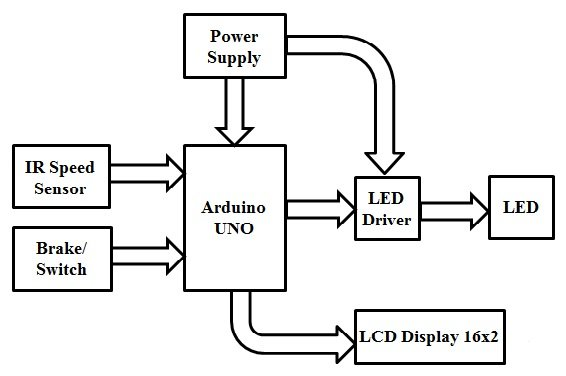 Power
Supply
IR Speed
Sensor
Arduino
UNO
LED
Driver
LED
Brake/
Switch
LCD Display 16x2